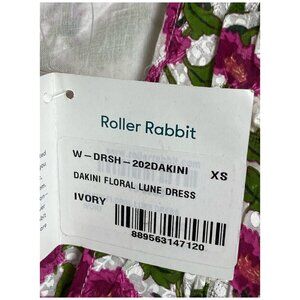 Roller Rabbit
W-DRSH-202DAKINI XS
DAKINI FLORAL LUNE DRESS
IVORY
889563147120